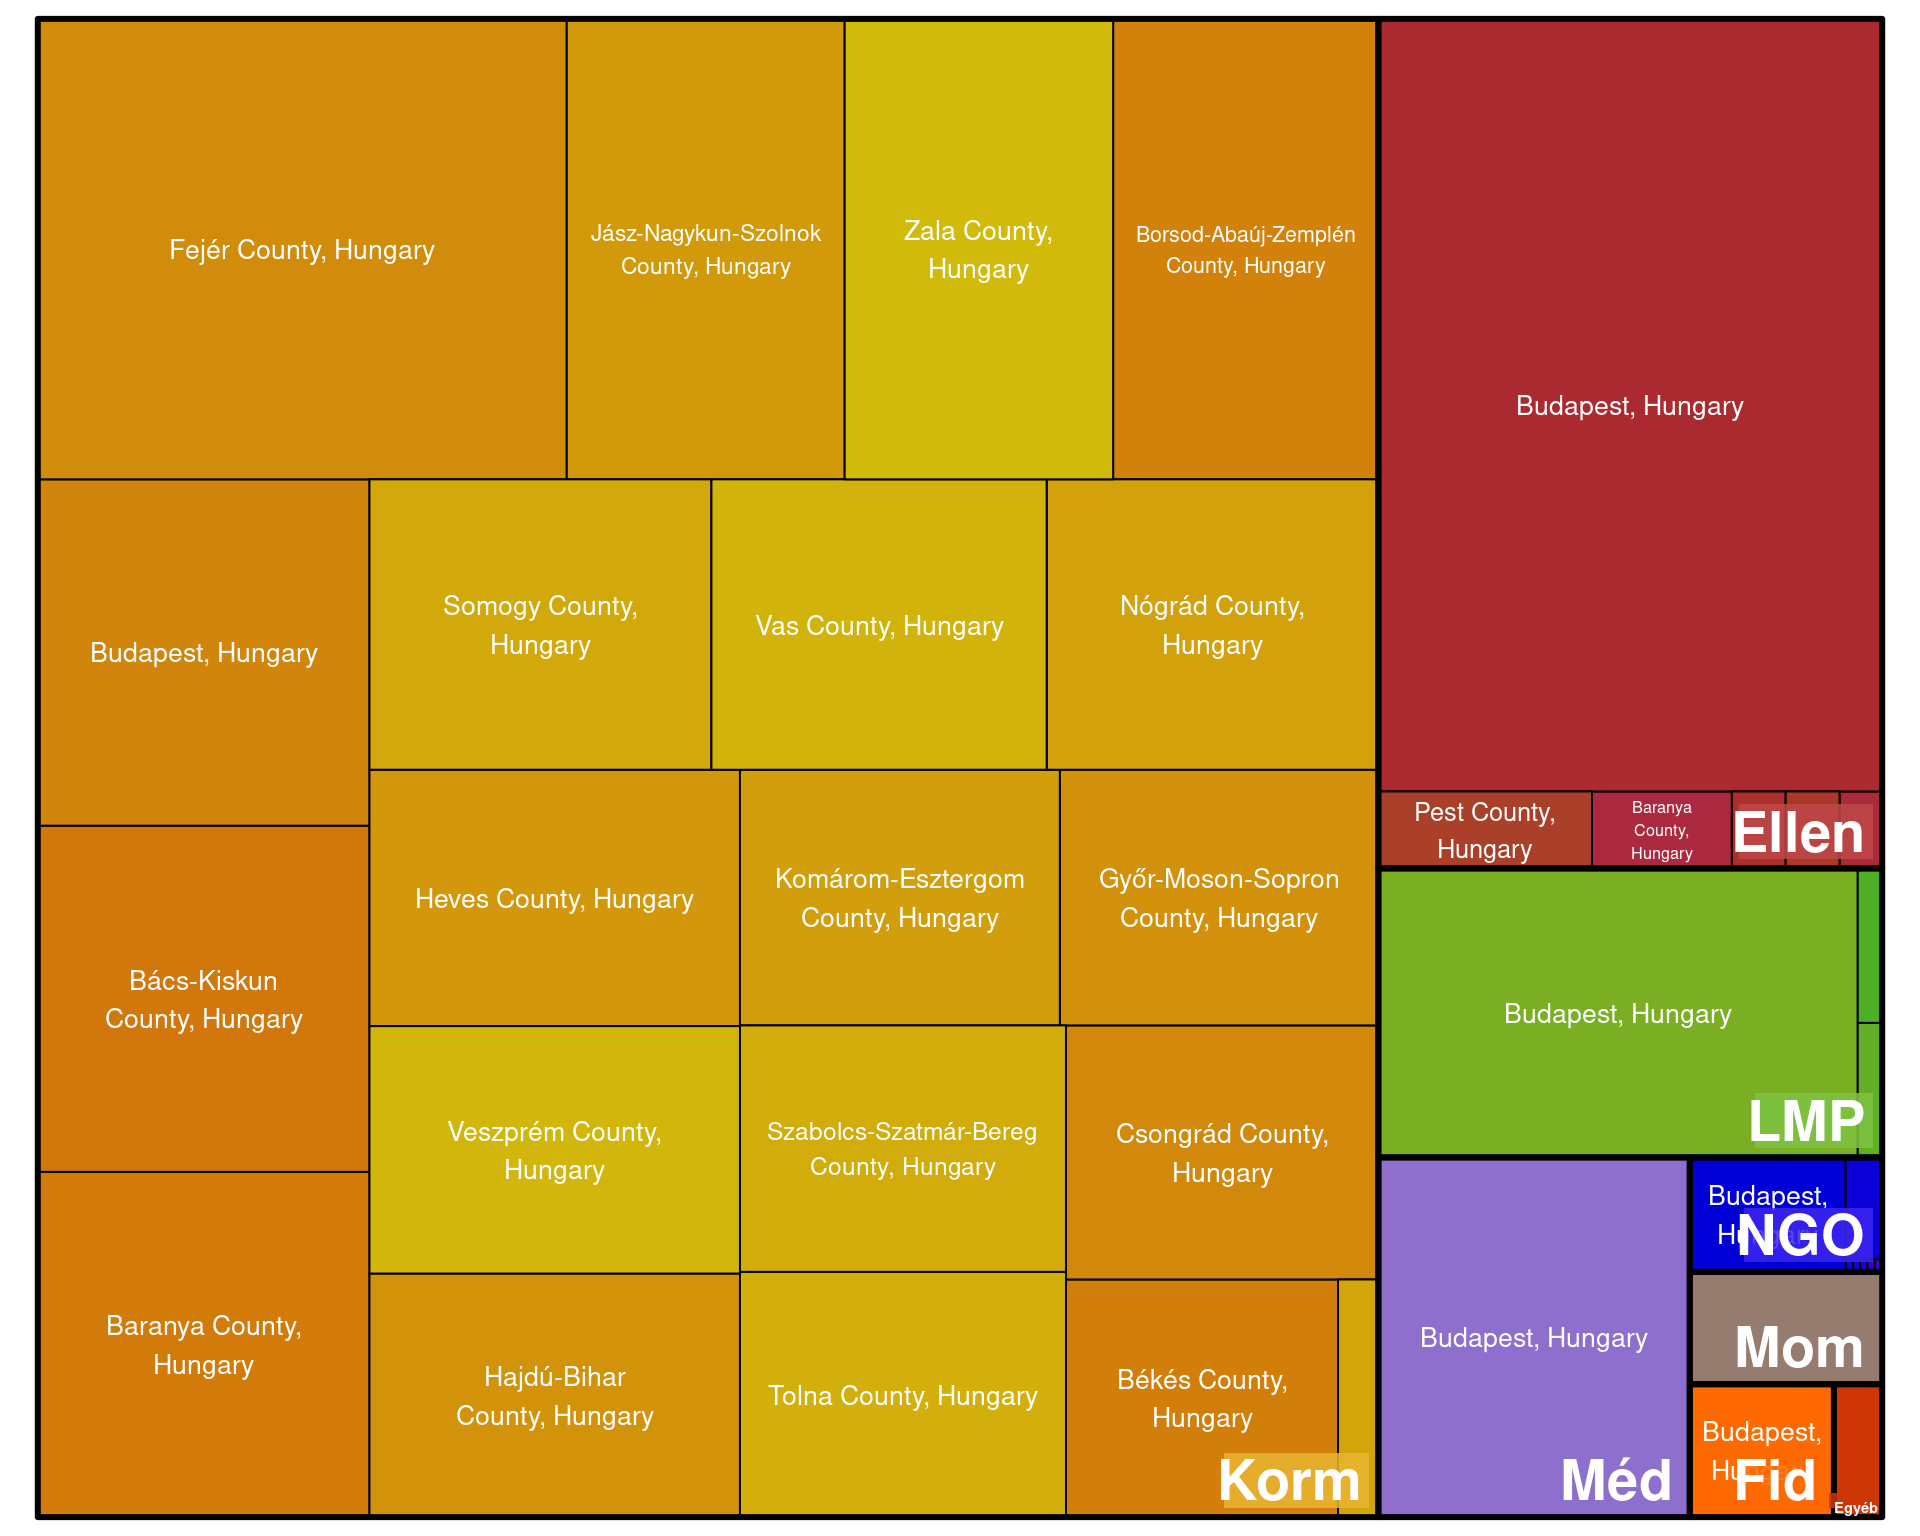 Fejér County, Hungary
Jász-Nagykun-Szolnok
County, Hungary
Zala County,
Hungary
Borsod-Abaúj-Zemplén
County, Hungary
Budapest, Hungary
Somogy County,
Hungary
Vas County, Hungary
Nógrád County,
Hungary
Bács-Kiskun
County, Hungary
Heves County, Hungary
Komárom-Esztergom
County, Hungary
Győr-Moson-Sopron
County, Hungary
Veszprém County,
Hungary
Szabolcs-Szatmár-Bereg
County, Hungary
Csongrád County,
Hungary
Baranya County,
Hungary
Hajdú-Bihar
County, Hungary
Tolna County, Hungary
Békés County,
Hungary
Korm
Budapest, Hungary
Pest County,
Hungary
Baranya
County,
Hungary
Ellen
Budapest, Hungary
LMP
Budapest, Hungary
Méd
Budapest,
NGO
Mom
Budapest,
Fid
Egyéb